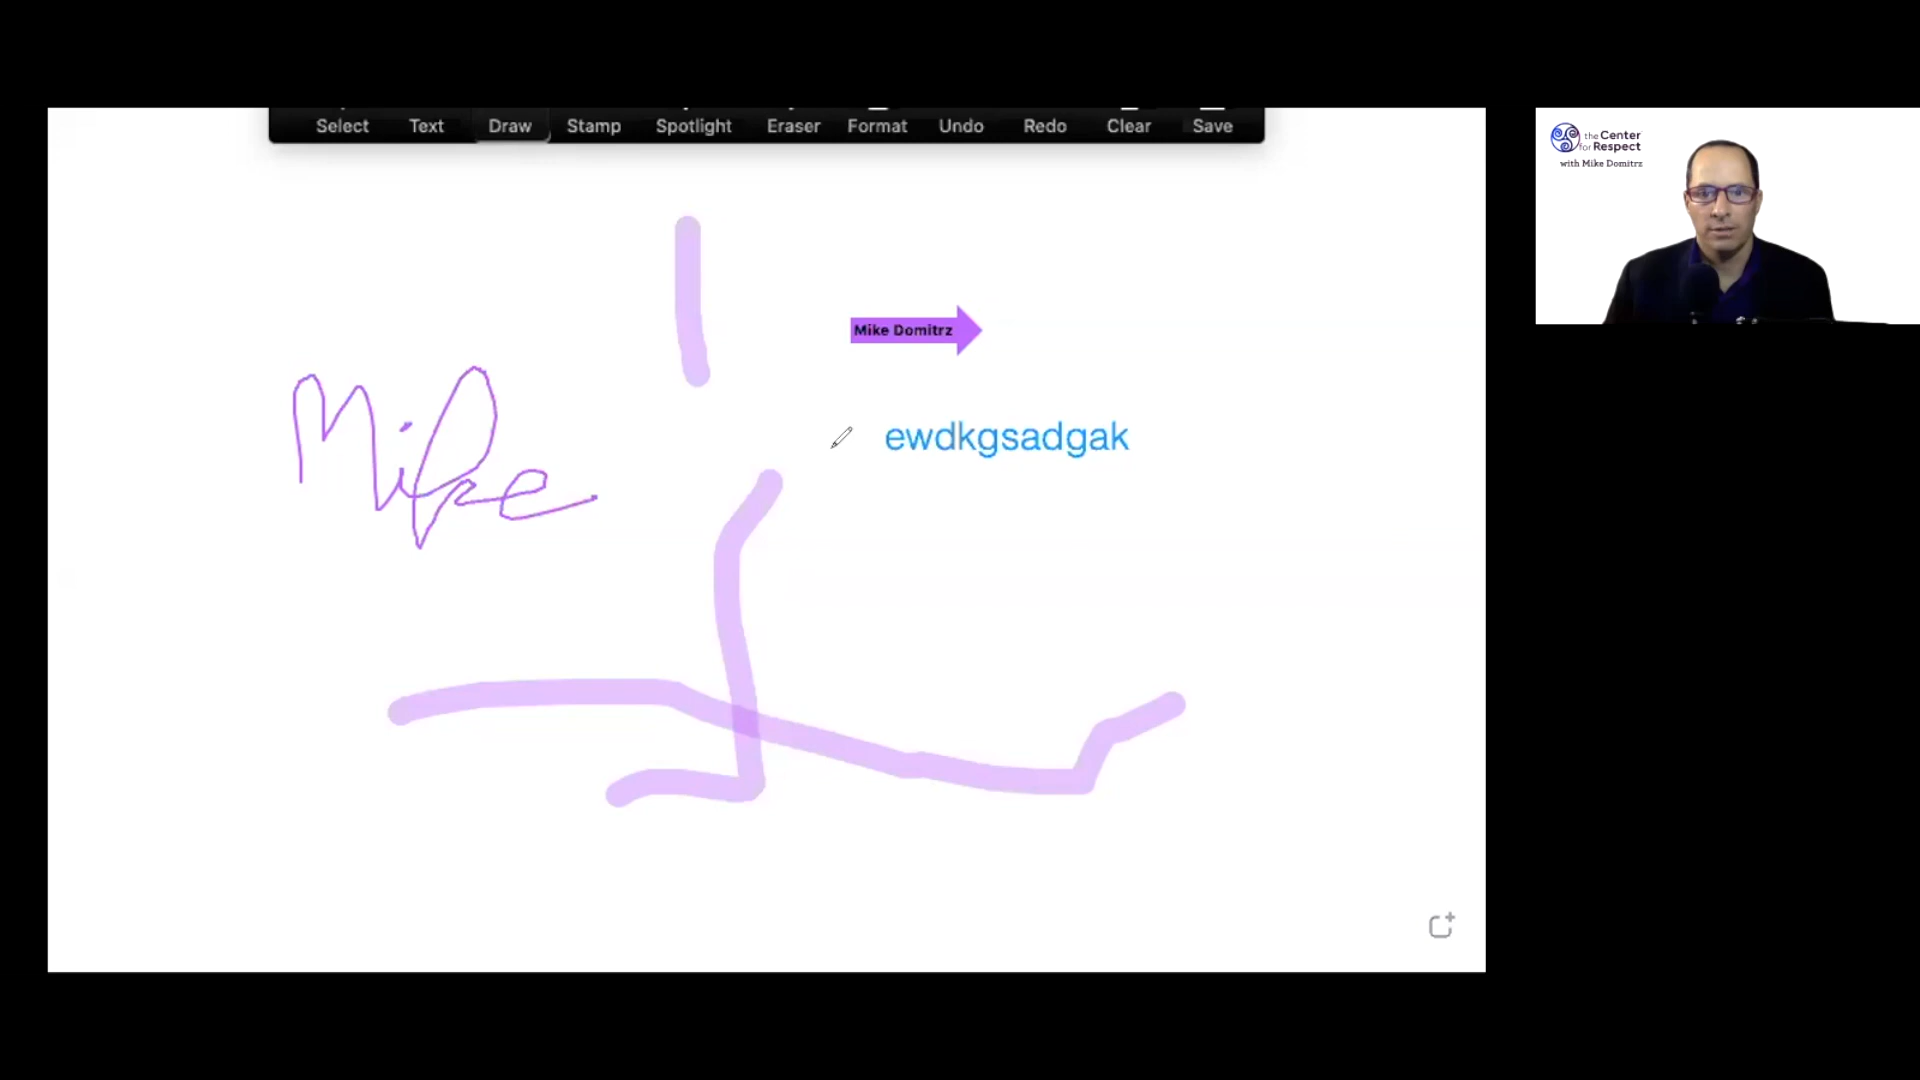 Select Text Draw Stamp Spotlight Eraser Format Undo Redo Clear Save
the Center
for Respect
with Mike Domitrz
Mike Domitrz
Mike
ewdkgsadgak